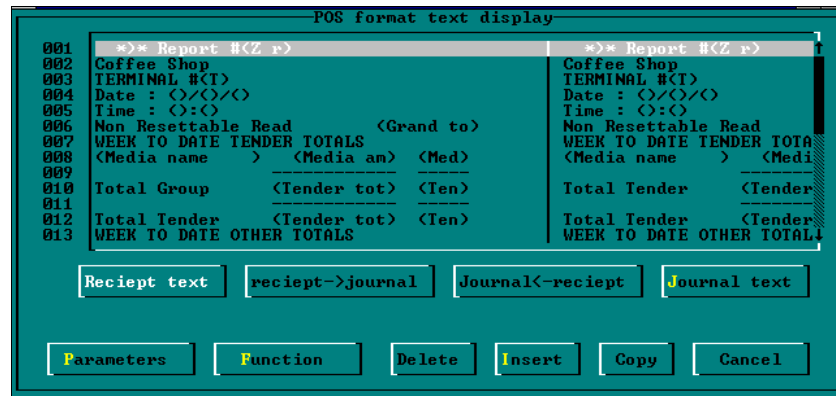 POS format text display
001 *)* Report #(Z r) *)* Report #(Z r)
002 Coffee Shop Coffee Shop
003 TERMINAL #(T) TERMINAL #(T)
004 Date : ()/()/() Date : ()/()/()
005 Time : ():() Time : ():()
006 Non Resettable Read (Grand to) Non Resettable Read
007 WEEK TO DATE TENDER TOTALS WEEK TO DATE TENDER TOTA
008 (Media name ) (Media am) (Med) (Media name ) (Medi
009 ------------ ----- -------
010 Total Group (Tender tot) (Ten) Total Tender (Tender
011 ------------ ----- -------
012 Total Tender (Tender tot) (Ten) Total Tender (Tender
013 WEEK TO DATE OTHER TOTALS WEEK TO DATE OTHER TOTAL
Reciept text reciept->journal Journal<-reciept Journal text
Parameters Function Delete Insert Copy Cancel